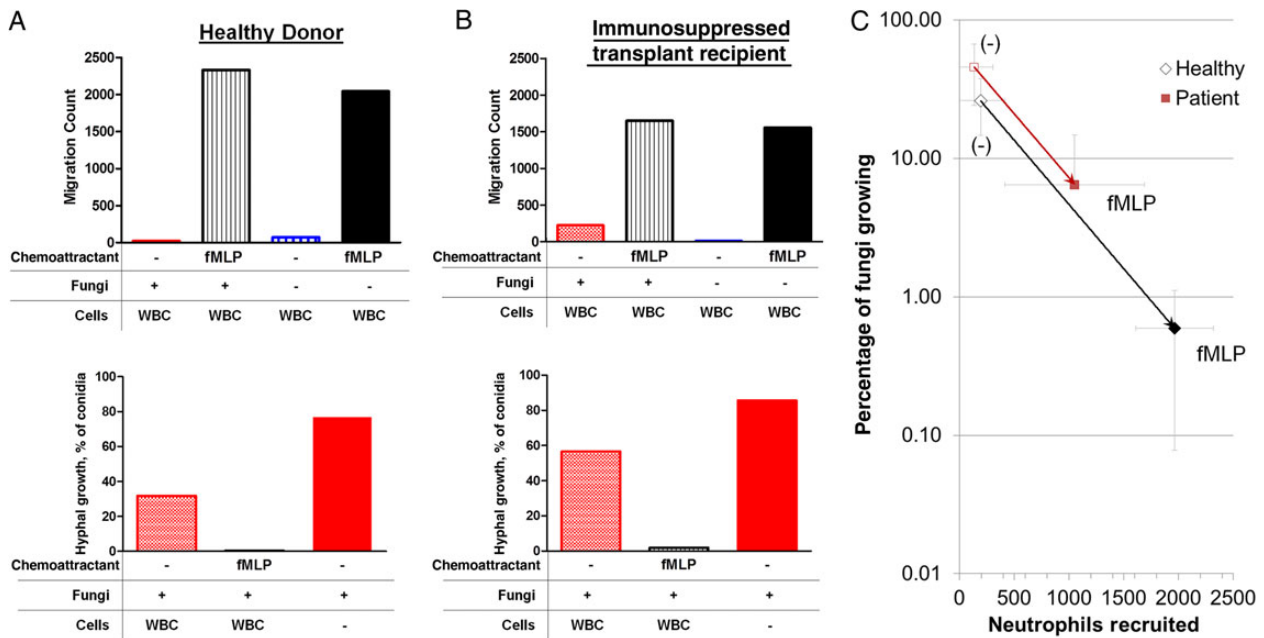 A
Healthy Donor
Migration Count
2500
2000
1500
1000
500
0
Chemoattractant - fMLP - fMLP
Fungi + + - -
Cells WBC WBC WBC WBC
Hyphal growth, % of conidia
100
80
60
40
20
0
Chemoattractant - fMLP -
Fungi + + +
Cells WBC WBC -
B
Immunosuppressed
transplant recipient
Migration Count
2500
2000
1500
1000
500
0
Chemoattractant - fMLP - fMLP
Fungi + + - -
Cells WBC WBC WBC WBC
Hyphal growth, % of conidia
100
80
60
40
20
0
Chemoattractant - fMLP -
Fungi + + +
Cells WBC WBC -
C
Percentage of fungi growing
100.00
10.00
1.00
0.10
0.01
(-)
(-)
Healthy
Patient
fMLP
fMLP
0 500 1000 1500 2000 2500
Neutrophils recruited